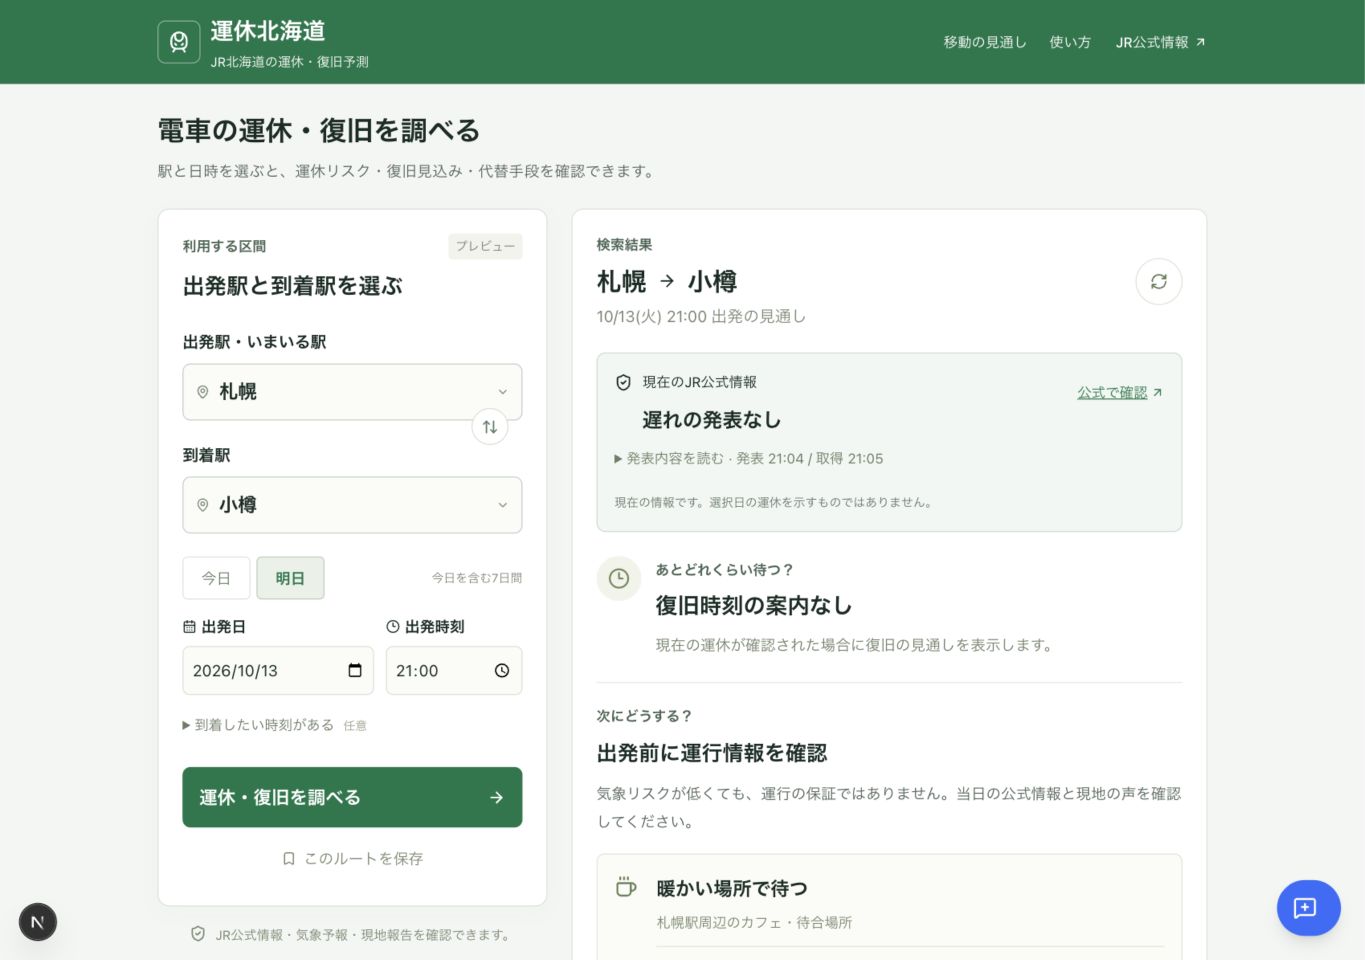 運休北海道
JR北海道の運休・復旧予測
移動の見通し
使い方
JR公式情報
電車の運休・復旧を調べる
駅と日時を選ぶと、運休リスク・復旧見込み・代替手段を確認できます。
利用する区間
プレビュー
出発駅と到着駅を選ぶ
出発駅・いまいる駅
札幌
到着駅
小樽
今日
明日
今日を含む7日間
出発日
出発時刻
2026/10/13
21:00
到着したい時刻がある 任意
運休・復旧を調べる
このルートを保存
JR公式情報・気象予報・現地報告を確認できます。
検索結果
札幌 → 小樽
10/13(火) 21:00 出発の見通し
現在のJR公式情報
公式で確認
遅れの発表なし
発表内容を読む · 発表 21:04 / 取得 21:05
現在の情報です。選択日の運休を示すものではありません。
あとどれくらい待つ？
復旧時刻の案内なし
現在の運休が確認された場合に復旧の見通しを表示します。
次にどうする？
出発前に運行情報を確認
気象リスクが低くても、運行の保証ではありません。当日の公式情報と現地の声を確認
してください。
暖かい場所で待つ
札幌駅周辺のカフェ・待合場所
N